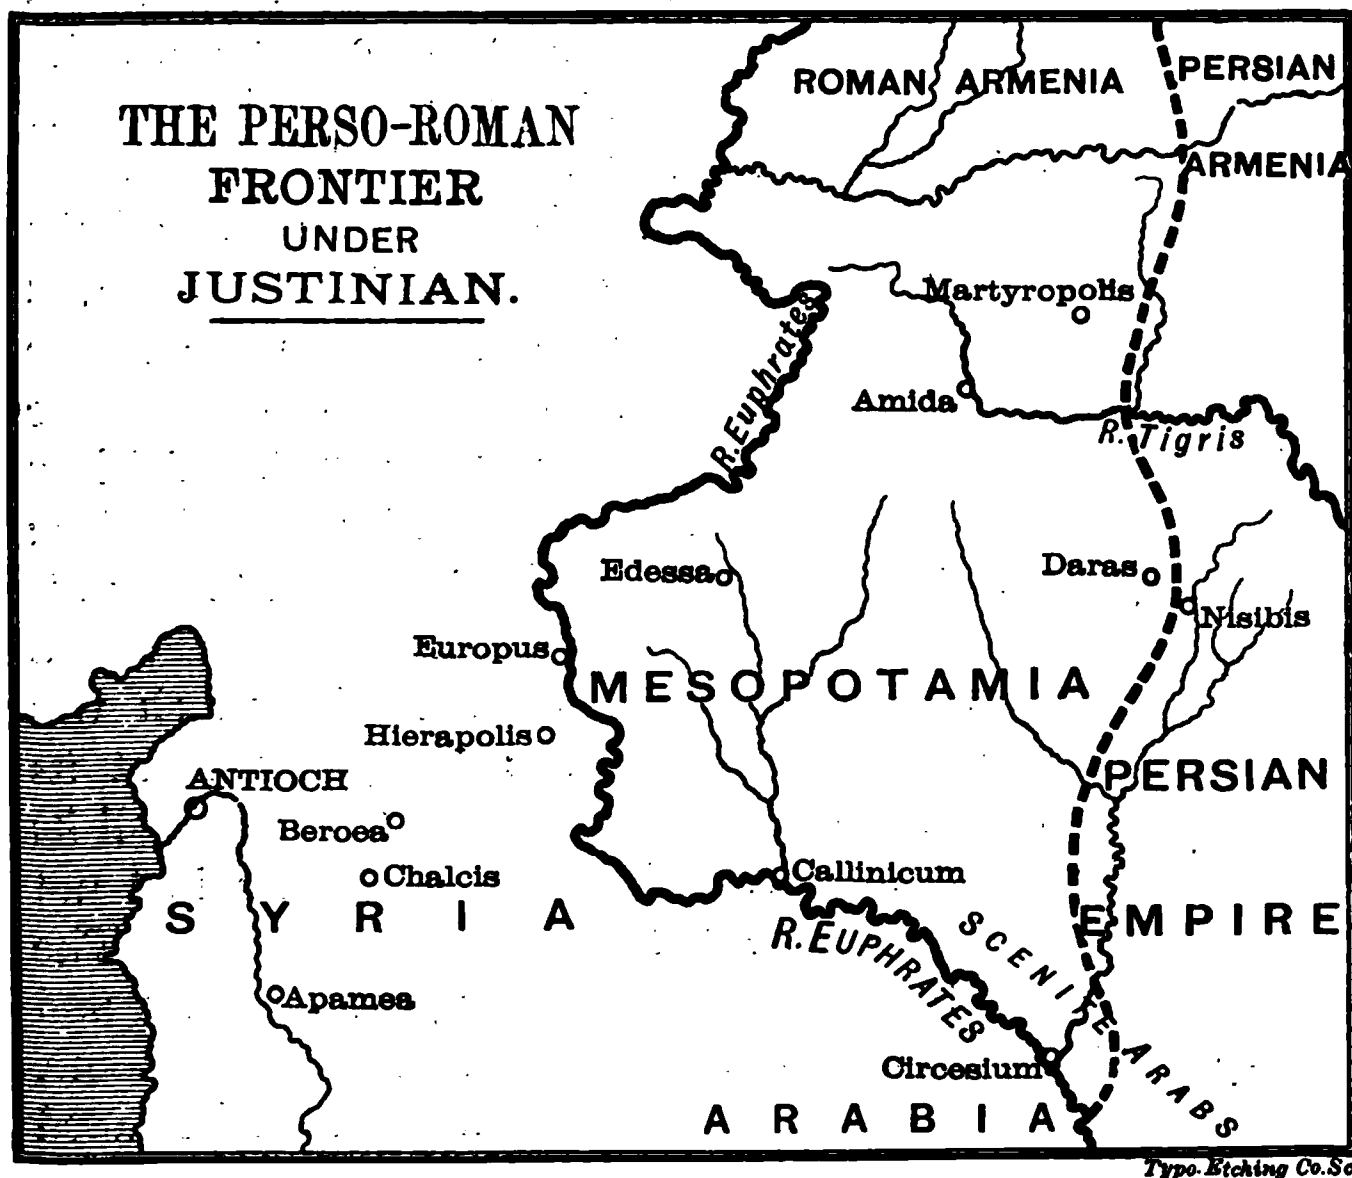 THE PERSO-ROMAN
FRONTIER
UNDER
JUSTINIAN.
ROMAN ARMENIA
PERSIAN
ARMENIA
Martyropolis
R. Euphrates
Amida
R. Tigris
Edessa
Daras
Nisibis
Europus
MESOPOTAMIA
Hierapolis
ANTIOCH
PERSIAN
Beroea
Chalcis
Callinicum
SYRIA
EMPIRE
R. EUPHRATES
SCENITE ARABS
Apamea
Circesium
ARABIA
Typo. Etching Co. Sc